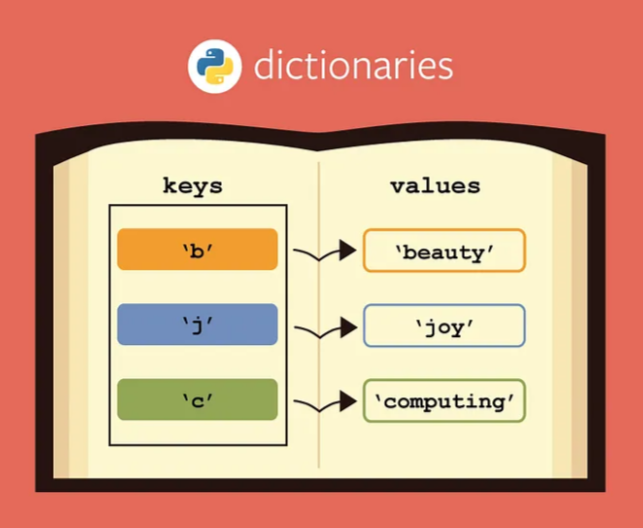 dictionaries
keys values
‘b’ ‘beauty’
‘j’ ‘joy’
‘c’ ‘computing’